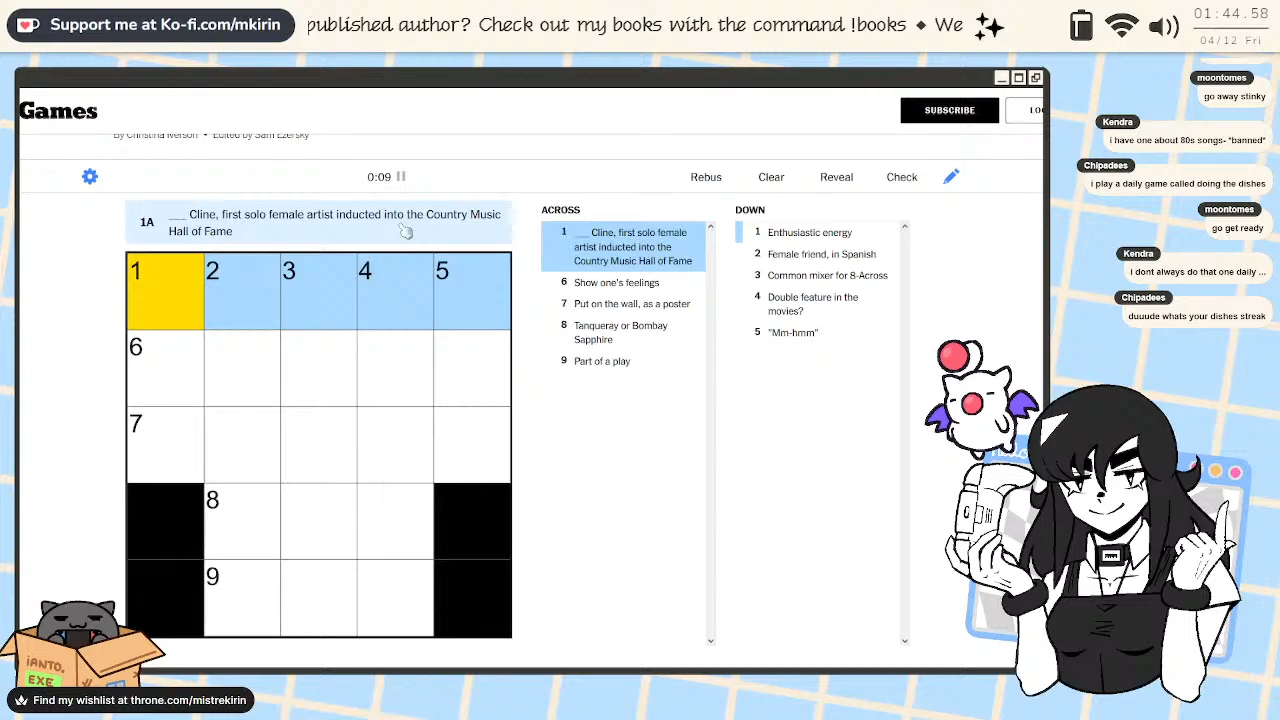 Support me at Ko-fi.com/mkirin
published author? Check out my books with the command !books ◆ We
01:44.58
04/12 Fri
Games
SUBSCRIBE
By Christina Iverson • Edited by Sam Ezersky
0:09
Rebus
Clear
Reveal
Check
1A ___ Cline, first solo female artist inducted into the Country Music
Hall of Fame
1 2 3 4 5
6
7
8
9
ACROSS
1 ___ Cline, first solo female
artist inducted into the
Country Music Hall of Fame
6 Show one's feelings
7 Put on the wall, as a poster
8 Tanqueray or Bombay
Sapphire
9 Part of a play
DOWN
1 Enthusiastic energy
2 Female friend, in Spanish
3 Common mixer for 8-Across
4 Double feature in the
movies?
5 "Mm-hmm"
moontomes
go away stinky
Kendra
i have one about 80s songs- *banned*
Chipadees
i play a daily game called doing the dishes
moontomes
go get ready
Kendra
i dont always do that one daily ...
Chipadees
duuude whats your dishes streak
iANTO.
EXE
Find my wishlist at throne.com/mistrekirin